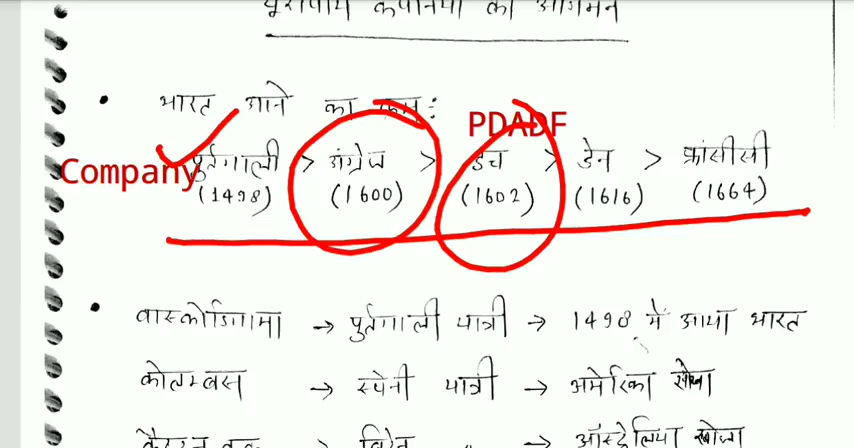 यूरोपीय कंपनियों का आगमन
• भारत आने का क्रम:
PDADF
Company
पुर्तगाली > अंग्रेज > डच > डेन > फ्रांसीसी
(1498) (1600) (1602) (1616) (1664)
• वास्कोडिगामा → पुर्तगाली यात्री → 1498 में आया भारत
कोलम्बस → स्पेनी यात्री → अमेरिका खोजा
→ ब्रिटेन " → ऑस्ट्रेलिया खोजा